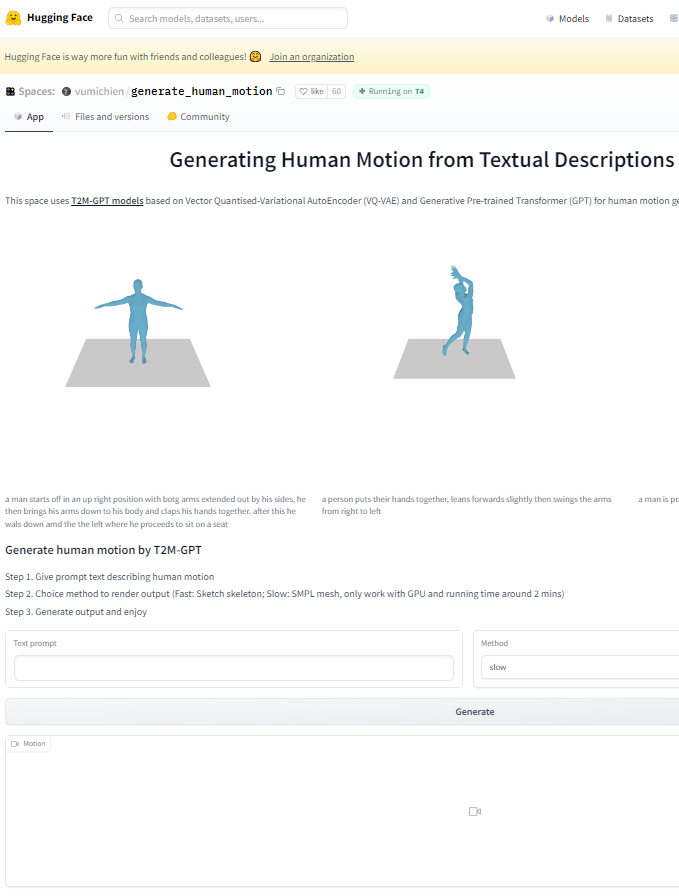 Hugging Face
Search models, datasets, users...
Models
Datasets
Hugging Face is way more fun with friends and colleagues! 🤗 Join an organization
Spaces: vumichien/generate_human_motion
like 60
Running on T4
App
Files and versions
Community
Generating Human Motion from Textual Descriptions
This space uses T2M-GPT models based on Vector Quantised-Variational AutoEncoder (VQ-VAE) and Generative Pre-trained Transformer (GPT) for human motion ge
a man starts off in an up right position with botg arms extended out by his sides, he
then brings his arms down to his body and claps his hands together. after this he
wals down amd the the left where he proceeds to sit on a seat
a person puts their hands together, leans forwards slightly then swings the arms
from right to left
a man is pra
Generate human motion by T2M-GPT
Step 1. Give prompt text describing human motion
Step 2. Choice method to render output (Fast: Sketch skeleton; Slow: SMPL mesh, only work with GPU and running time around 2 mins)
Step 3. Generate output and enjoy
Text prompt
Method
slow
Generate
Motion